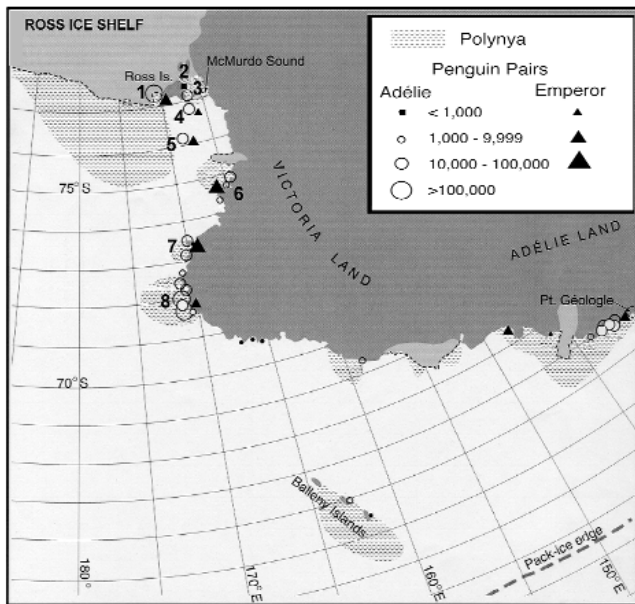 ROSS ICE SHELF
Polynya
Penguin Pairs
Adélie
Emperor
< 1,000
1,000 - 9,999
10,000 - 100,000
>100,000
McMurdo Sound
Ross Is.
1
2
3
4
5
6
7
8
75°S
70°S
VICTORIA
LAND
ADÉLIE LAND
Pt. Géologie
Balleny Islands
Pack-ice edge
180°
170°E
160°E
150°E